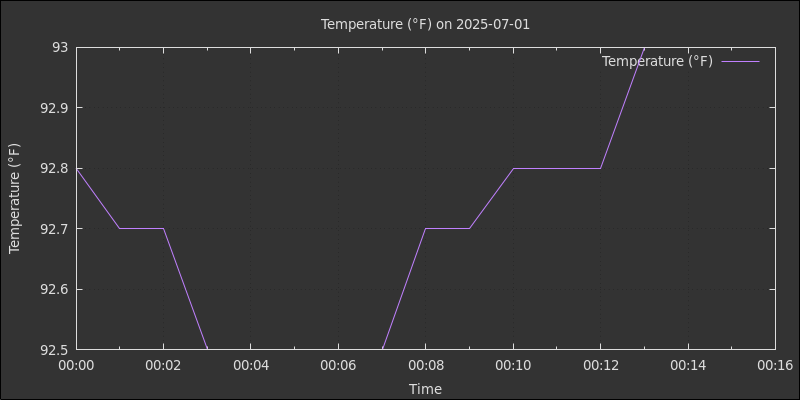 Temperature (°F) on 2025-07-01
93
Temperature (°F)
92.9
92.8
92.7
92.6
92.5
Temperature (°F)
00:00 00:02 00:04 00:06 00:08 00:10 00:12 00:14 00:16
Time